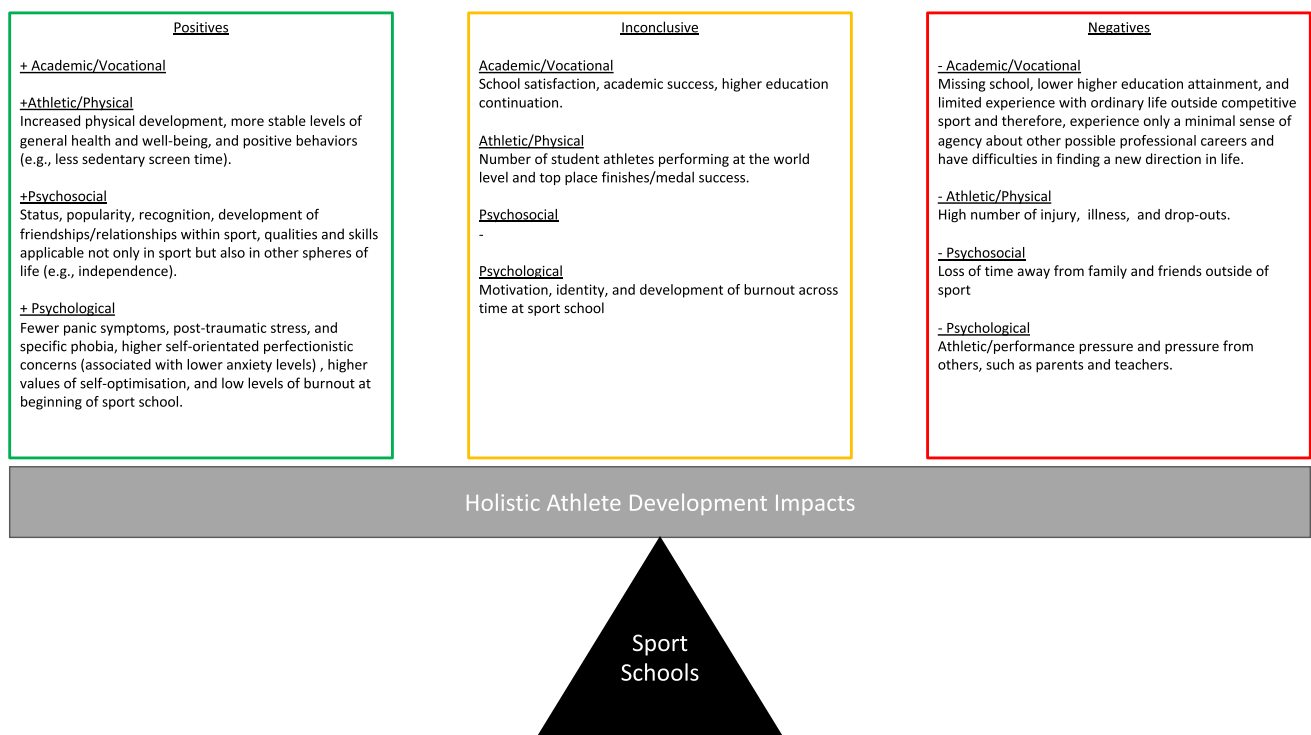 Positives
+ Academic/Vocational
+Athletic/Physical
Increased physical development, more stable levels of
general health and well-being, and positive behaviors
(e.g., less sedentary screen time).
+Psychosocial
Status, popularity, recognition, development of
friendships/relationships within sport, qualities and skills
applicable not only in sport but also in other spheres of
life (e.g., independence).
+ Psychological
Fewer panic symptoms, post-traumatic stress, and
specific phobia, higher self-orientated perfectionistic
concerns (associated with lower anxiety levels) , higher
values of self-optimisation, and low levels of burnout at
beginning of sport school.
Inconclusive
Academic/Vocational
School satisfaction, academic success, higher education
continuation.
Athletic/Physical
Number of student athletes performing at the world
level and top place finishes/medal success.
Psychosocial
-
Psychological
Motivation, identity, and development of burnout across
time at sport school
Negatives
- Academic/Vocational
Missing school, lower higher education attainment, and
limited experience with ordinary life outside competitive
sport and therefore, experience only a minimal sense of
agency about other possible professional careers and
have difficulties in finding a new direction in life.
- Athletic/Physical
High number of injury,  illness,  and drop-outs.
- Psychosocial
Loss of time away from family and friends outside of
sport
- Psychological
Athletic/performance pressure and pressure from
others, such as parents and teachers.
Holistic Athlete Development Impacts
Sport
Schools